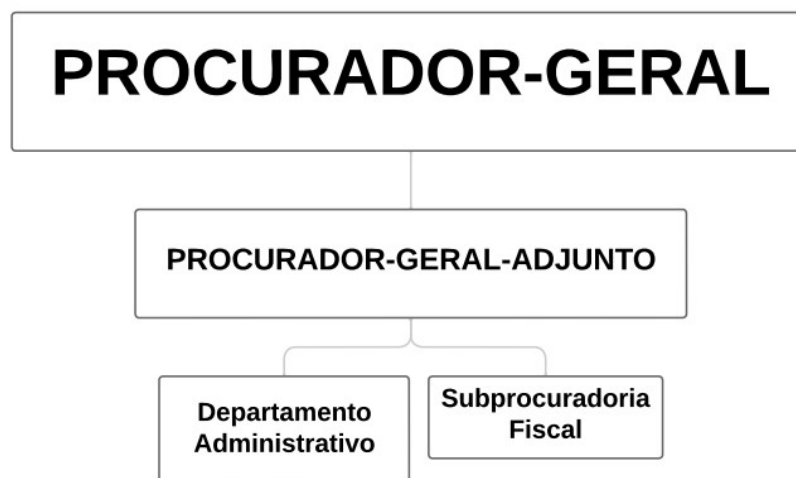 PROCURADOR-GERAL
PROCURADOR-GERAL-ADJUNTO
Departamento
Administrativo
Subprocuradoria
Fiscal